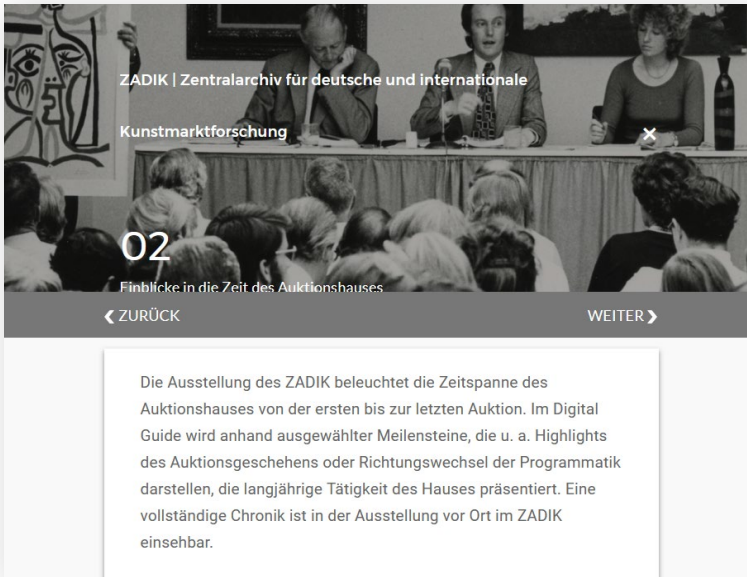 ZADIK | Zentralarchiv für deutsche und internationale
Kunstmarktforschung
02
Einblicke in die Zeit des Auktionshauses
❮ ZURÜCK
WEITER ❯
Die Ausstellung des ZADIK beleuchtet die Zeitspanne des
Auktionshauses von der ersten bis zur letzten Auktion. Im Digital
Guide wird anhand ausgewählter Meilensteine, die u. a. Highlights
des Auktionsgeschehens oder Richtungswechsel der Programmatik
darstellen, die langjährige Tätigkeit des Hauses präsentiert. Eine
vollständige Chronik ist in der Ausstellung vor Ort im ZADIK
einsehbar.